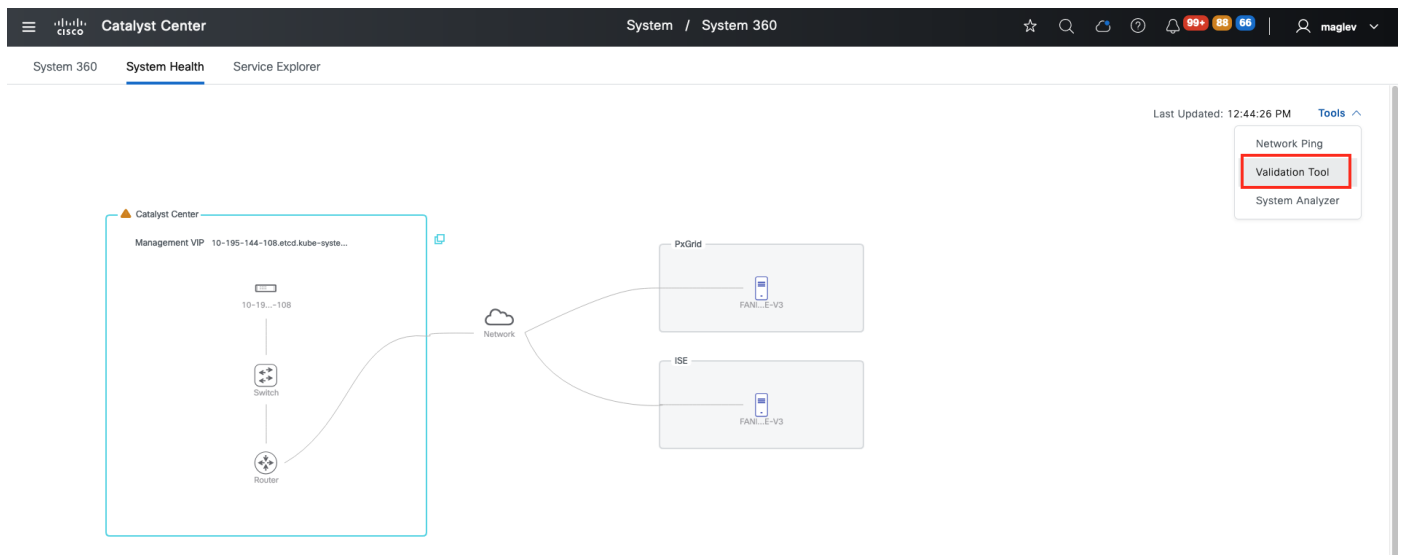 cisco Catalyst Center
System / System 360
99+ 88 66
maglev
System 360 System Health Service Explorer
Last Updated: 12:44:26 PM Tools
Network Ping
Validation Tool
System Analyzer
Catalyst Center
Management VIP 10-195-144-108.etcd.kube-syste...
10-19...-108
Switch
Router
Network
PxGrid
FANI...E-V3
ISE
FANI...E-V3